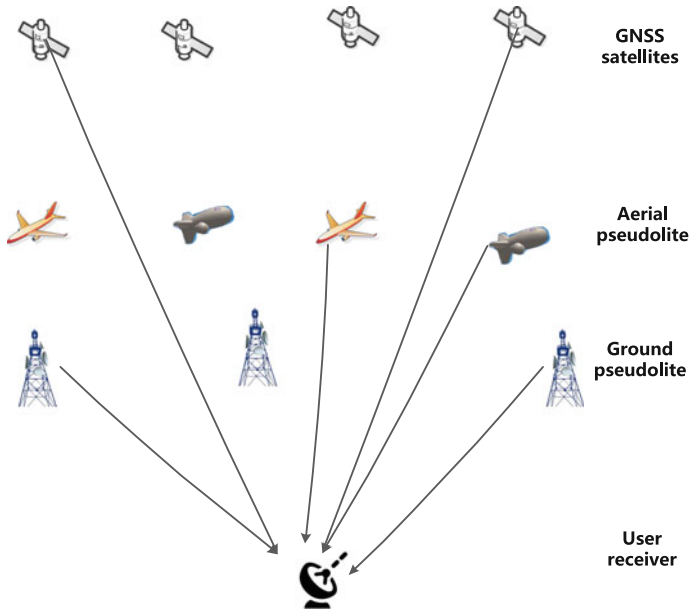 GNSS
satellites
Aerial
pseudolite
Ground
pseudolite
User
receiver